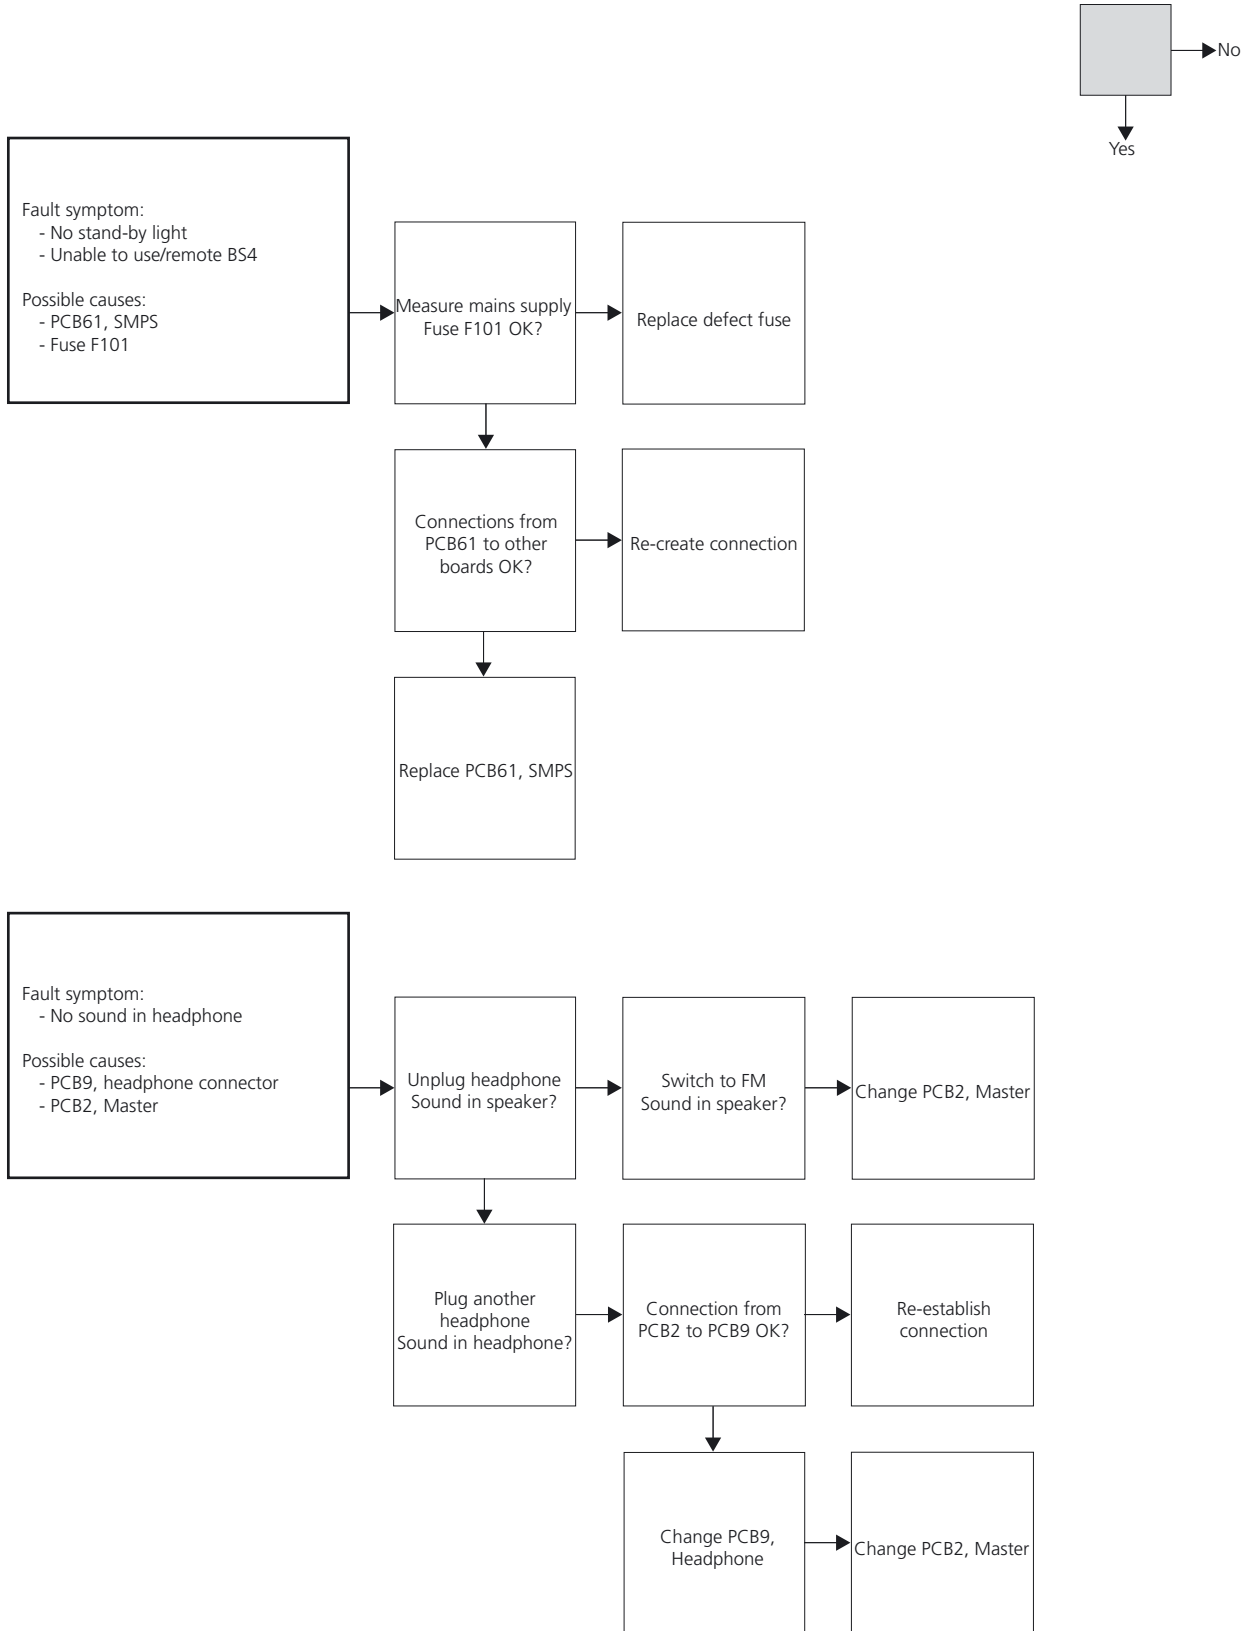 No
Yes
Fault symptom:
- No stand-by light
- Unable to use/remote BS4
Possible causes:
- PCB61, SMPS
- Fuse F101
Measure mains supply
Fuse F101 OK?
Replace defect fuse
Connections from
PCB61 to other
boards OK?
Re-create connection
Replace PCB61, SMPS
Fault symptom:
- No sound in headphone
Possible causes:
- PCB9, headphone connector
- PCB2, Master
Unplug headphone
Sound in speaker?
Switch to FM
Sound in speaker?
Change PCB2, Master
Plug another
headphone
Sound in headphone?
Connection from
PCB2 to PCB9 OK?
Re-establish
connection
Change PCB9,
Headphone
Change PCB2, Master